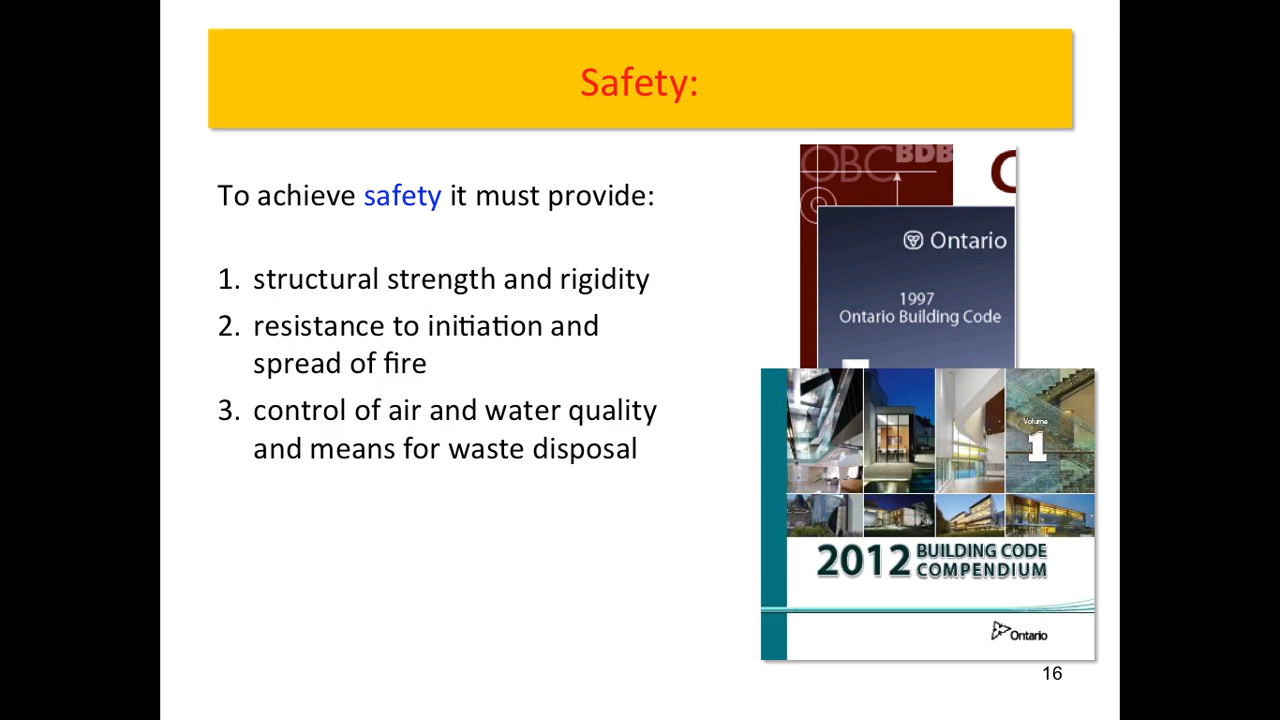 Safety:
To achieve safety it must provide:
1. structural strength and rigidity
2. resistance to initiation and
spread of fire
3. control of air and water quality
and means for waste disposal
OBC BDB
Ontario
1997
Ontario Building Code
Volume
1
2012 BUILDING CODE
COMPENDIUM
Ontario
16